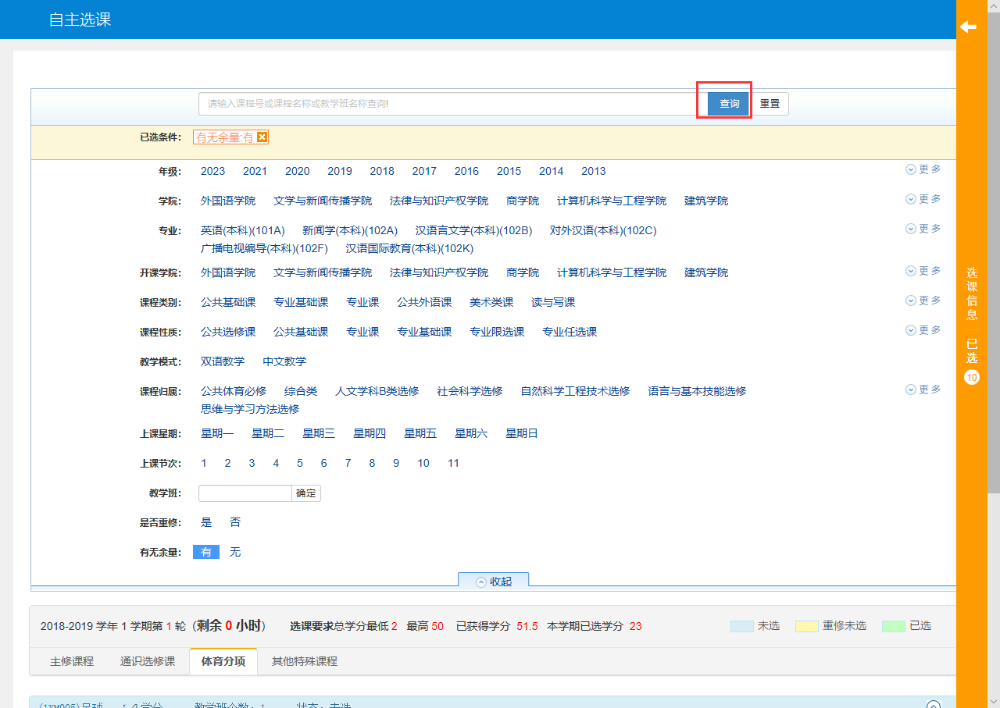 自主选课
请输入课程号或课程名称或教学班名称查询! 查询 重置
已选条件: 有无余量:有
年级: 2023 2021 2020 2019 2018 2017 2016 2015 2014 2013 更多
学院: 外国语学院 文学与新闻传播学院 法律与知识产权学院 商学院 计算机科学与工程学院 建筑学院 更多
专业: 英语(本科)(101A) 新闻学(本科)(102A) 汉语言文学(本科)(102B) 对外汉语(本科)(102C) 更多
广播电视编导(本科)(102F) 汉语国际教育(本科)(102K)
开课学院: 外国语学院 文学与新闻传播学院 法律与知识产权学院 商学院 计算机科学与工程学院 建筑学院 更多
课程类别: 公共基础课 专业基础课 专业课 公共外语课 美术类课 读与写课 更多
课程性质: 公共选修课 公共基础课 专业课 专业基础课 专业限选课 专业任选课 更多
教学模式: 双语教学 中文教学
课程归属: 公共体育必修 综合类 人文学科B类选修 社会科学选修 自然科学工程技术选修 语言与基本技能选修 更多
思维与学习方法选修
上课星期: 星期一 星期二 星期三 星期四 星期五 星期六 星期日
上课节次: 1 2 3 4 5 6 7 8 9 10 11
教学班: 确定
是否重修: 是 否
有无余量: 有 无
收起
2018-2019 学年 1 学期第 1 轮（剩余 0 小时） 选课要求总学分最低 2 最高 50 已获得学分 51.5 本学期已选学分 23 未选 重修未选 已选
主修课程 通识选修课 体育分项 其他特殊课程
(1XM005)足球 1.0 学分 教学班个数: 1 状态: 未选
选课信息 已选 10